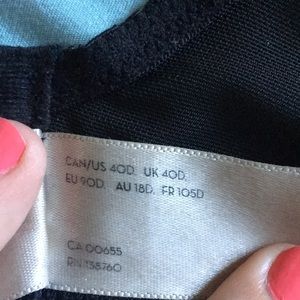 CAN/US 40D, UK 40D,
EU 90D, AU 18D, FR 105D
CA 00655
RN 138760